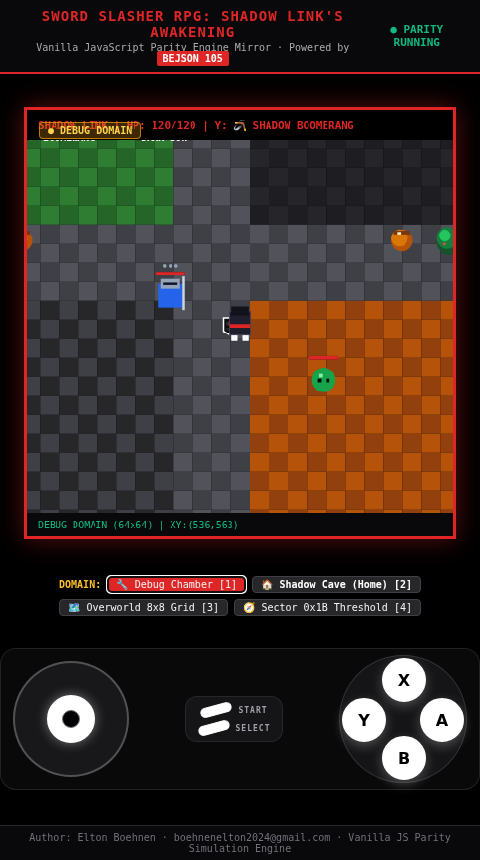 SWORD SLASHER RPG: SHADOW LINK'S
AWAKENING
Vanilla JavaScript Parity Engine Mirror · Powered by
BEJSON 105
● PARITY
RUNNING
SHADOW LINK | HP: 120/120 | Y: 🪃 SHADOW BOOMERANG
● DEBUG DOMAIN
DEBUG DOMAIN (64x64) | XY:(536,563)
DOMAIN: 🔧 Debug Chamber [1] 🏠 Shadow Cave (Home) [2]
🗺️ Overworld 8x8 Grid [3] 🧭 Sector 0x1B Threshold [4]
X
Y
A
B
START
SELECT
Author: Elton Boehnen · boehnenelton2024@gmail.com · Vanilla JS Parity
Simulation Engine